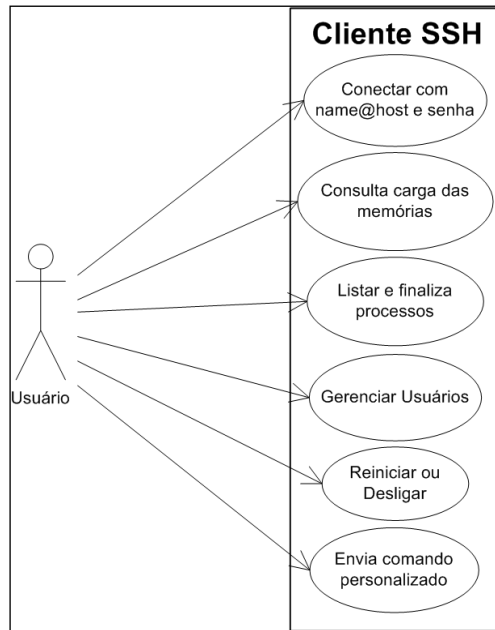 Cliente SSH
Conectar com
name@host e senha
Consulta carga das
memórias
Listar e finaliza
processos
Usuário
Gerenciar Usuários
Reiniciar ou
Desligar
Envia comando
personalizado